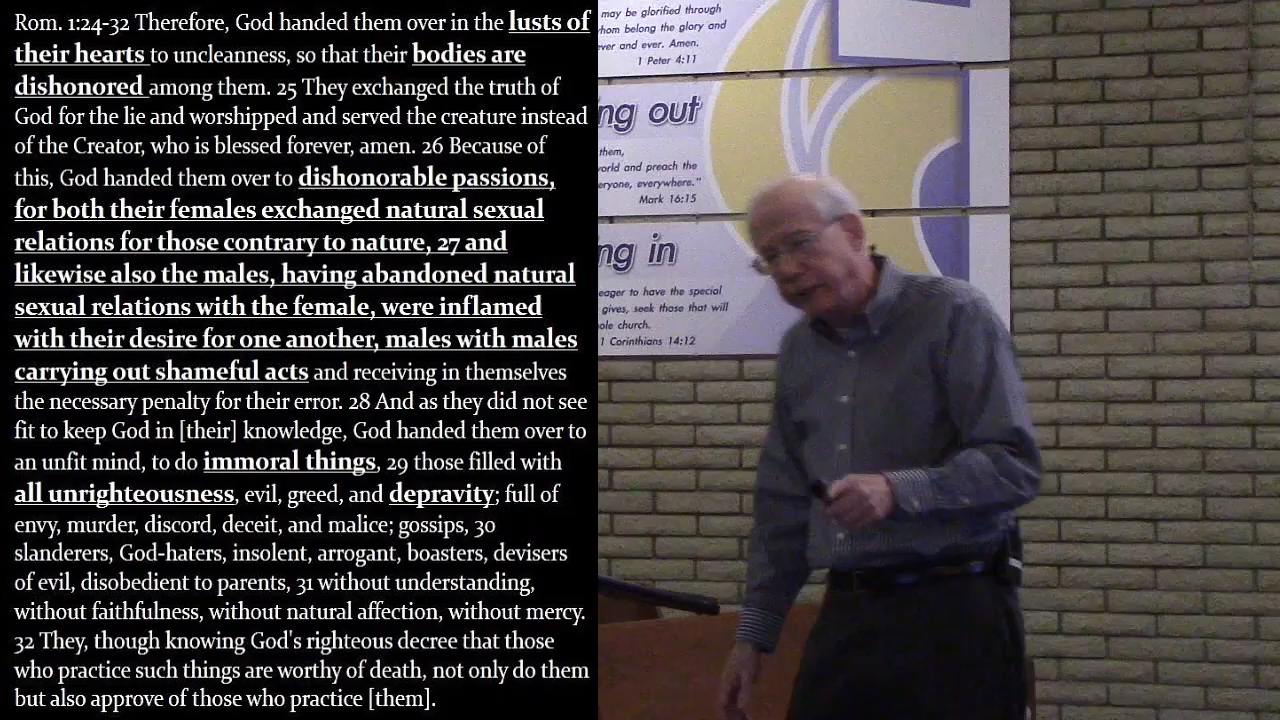 Rom. 1:24-32 Therefore, God handed them over in the lusts of
their hearts to uncleanness, so that their bodies are
dishonored among them. 25 They exchanged the truth of
God for the lie and worshipped and served the creature instead
of the Creator, who is blessed forever, amen. 26 Because of
this, God handed them over to dishonorable passions,
for both their females exchanged natural sexual
relations for those contrary to nature, 27 and
likewise also the males, having abandoned natural
sexual relations with the female, were inflamed
with their desire for one another, males with males
carrying out shameful acts and receiving in themselves
the necessary penalty for their error. 28 And as they did not see
fit to keep God in [their] knowledge, God handed them over to
an unfit mind, to do immoral things, 29 those filled with
all unrighteousness, evil, greed, and depravity; full of
envy, murder, discord, deceit, and malice; gossips, 30
slanderers, God-haters, insolent, arrogant, boasters, devisers
of evil, disobedient to parents, 31 without understanding,
without faithfulness, without natural affection, without mercy.
32 They, though knowing God's righteous decree that those
who practice such things are worthy of death, not only do them
but also approve of those who practice [them].
may be glorified through
whom belong the glory and
ever and ever. Amen.
1 Peter 4:11
ng out
them,
world and preach the
everyone, everywhere."
Mark 16:15
ng in
eager to have the special
gives, seek those that will
hole church.
1 Corinthians 14:12